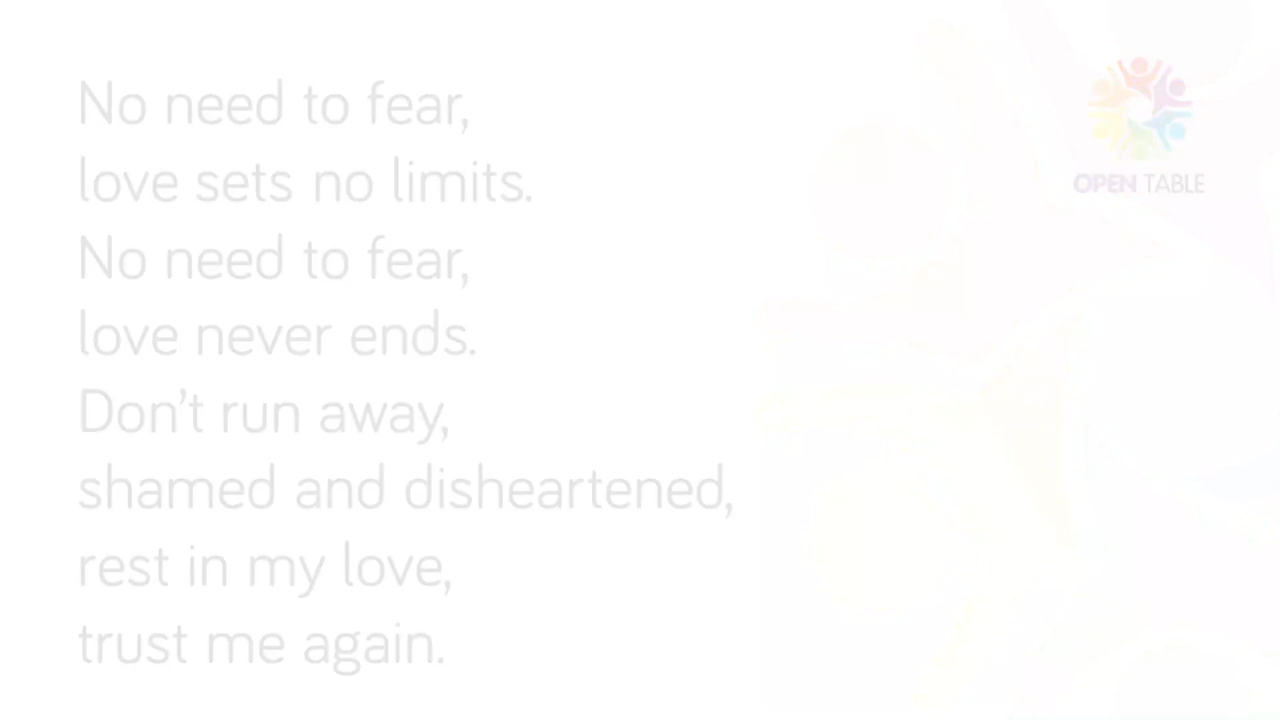 No need to fear,
love sets no limits.
No need to fear,
love never ends.
Don’t run away,
shamed and disheartened,
rest in my love,
trust me again.
OPEN TABLE